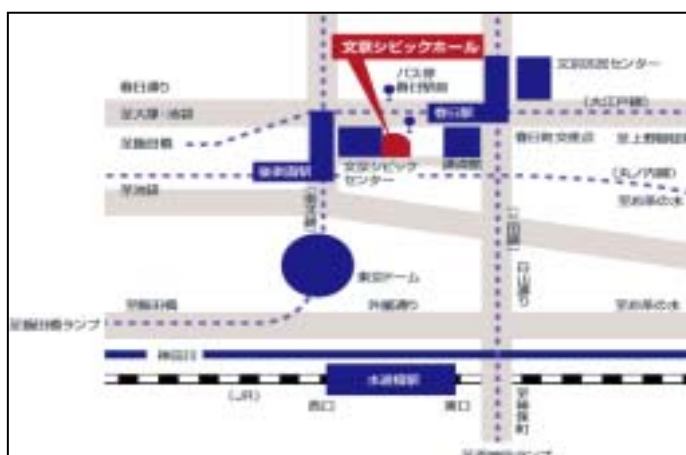 文京シビックホール
バス停
春日駅前
文京区民センター
春日通り
至大塚・池袋
春日駅
(大江戸線)
至飯田橋
春日町交差点
後楽園駅
文京シビック
センター
講道館
(丸ノ内線)
至池袋
至お茶の水
(南北線)
(三田線)
白山通り
東京ドーム
至飯田橋
外堀通り
至お茶の水
至飯田橋ランプ
神田川
水道橋駅
(JR)
西口
東口
至神保町